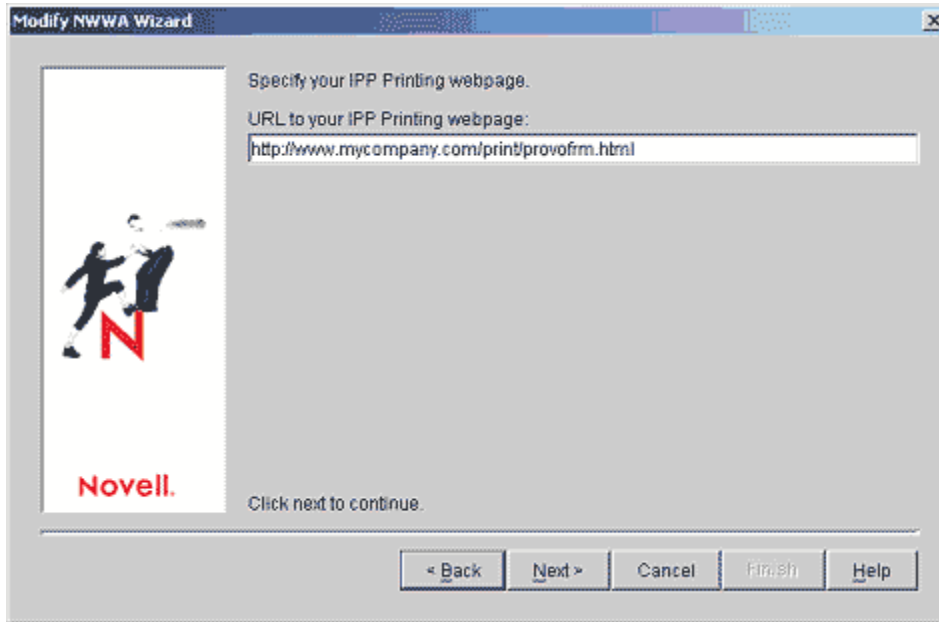 Modify NWWA Wizard
Specify your IPP Printing webpage.
URL to your IPP Printing webpage:
http://www.mycompany.com/print/provofrm.html
N
Novell.
Click next to continue.
< Back
Next >
Cancel
Finish
Help